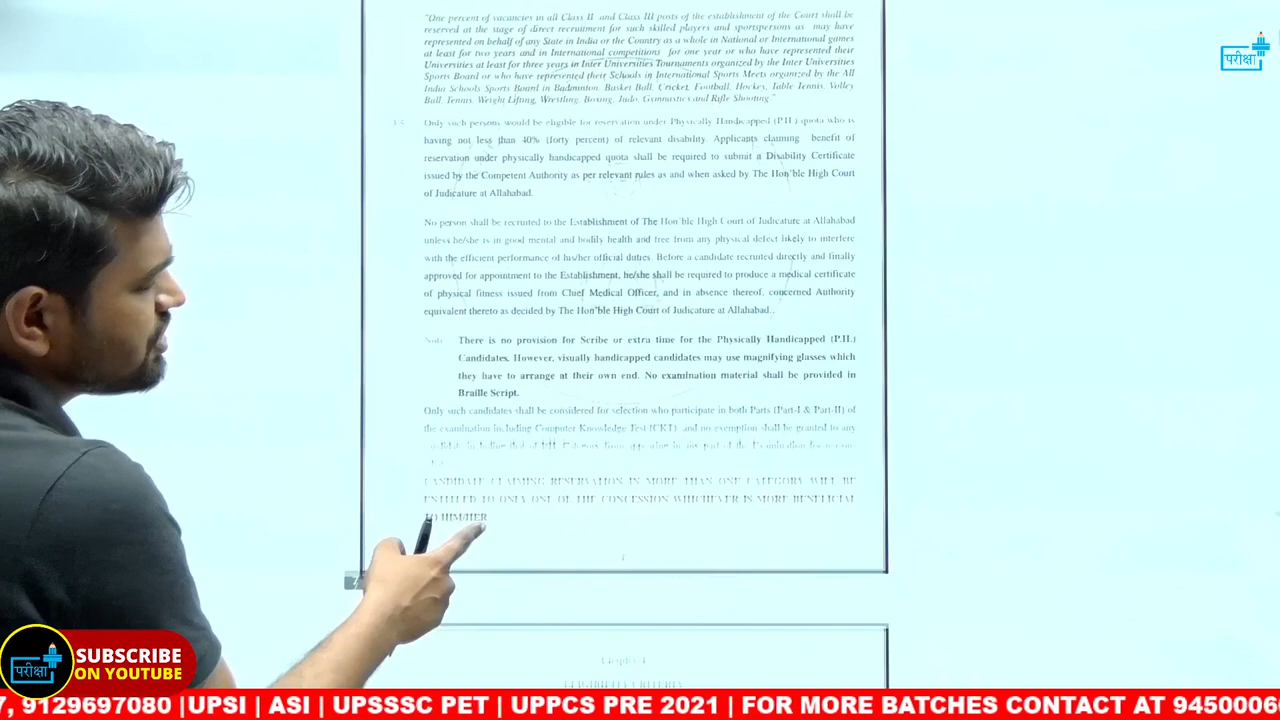 "One percent of vacancies in all Class II and Class III posts of the establishment of the Court shall be
reserved at the stage of direct recruitment for such skilled players and sportspersons as may have
represented on behalf of any State in India or the Country as a whole in National or International games
at least for two years and in International competitions for one year or who have represented their
Universities at least for three years in Inter Universities Tournaments organized by the Inter Universities
Sports Board or who have represented their Schools in International Sports Meets organized by the All
India Schools Sports Board in Badminton, Basket Ball, Cricket, Football, Hockey, Table Tennis, Volley
Ball, Tennis, Weight Lifting, Wrestling, Boxing, Judo, Gymnastics and Rifle Shooting."
परीक्षा
Only such persons would be eligible for reservation under Physically Handicapped (P.H.) quota who is
having not less than 40% (forty percent) of relevant disability. Applicants claiming benefit of
reservation under physically handicapped quota shall be required to submit a Disability Certificate
issued by the Competent Authority as per relevant rules as and when asked by The Hon'ble High Court
of Judicature at Allahabad.
No person shall be recruited to the Establishment of The Hon'ble High Court of Judicature at Allahabad
unless he/she is in good mental and bodily health and free from any physical defect likely to interfere
with the efficient performance of his/her official duties. Before a candidate recruited directly and finally
approved for appointment to the Establishment, he/she shall be required to produce a medical certificate
of physical fitness issued from Chief Medical Officer, and in absence thereof, concerned Authority
equivalent thereto as decided by The Hon'ble High Court of Judicature at Allahabad..
Note There is no provision for Scribe or extra time for the Physically Handicapped (P.H.)
Candidates. However, visually handicapped candidates may use magnifying glasses which
they have to arrange at their own end. No examination material shall be provided in
Braille Script.
Only such candidates shall be considered for selection who participate in both Parts (Part-I & Part-II) of
the examination including Computer Knowledge Test (CKT) and no exemption shall be granted to any
CANDIDATE CLAIMING RESERVATION IN MORE THAN ONE CATEGORY WILL BE
ENTITLED TO ONLY ONE OF THE CONCESSION WHICHEVER IS MORE BENEFICIAL
TO HIM/HER
परीक्षा
SUBSCRIBE
ON YOUTUBE
7, 9129697080 |UPSI | ASI | UPSSSC PET | UPPCS PRE 2021 | FOR MORE BATCHES CONTACT AT 9450006